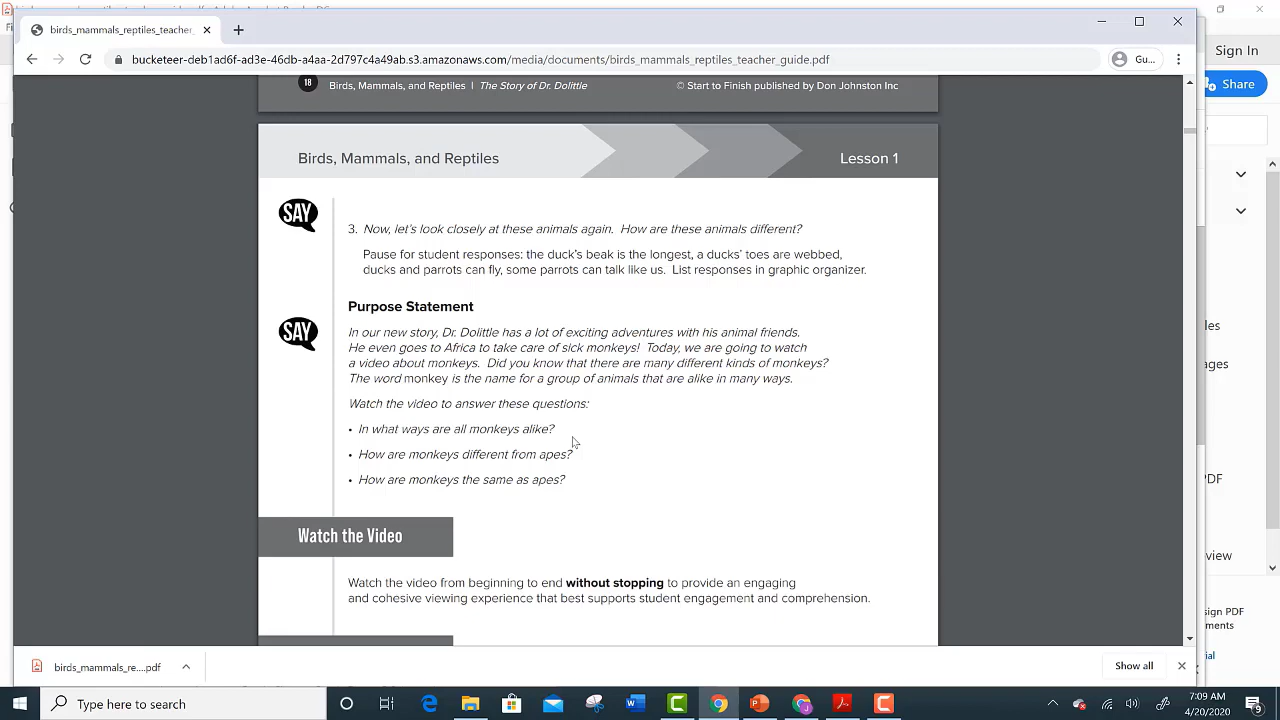 birds_mammals_reptiles_teacher_
bucketeer-deb1ad6f-ad3e-46db-a4aa-2d797c4a49ab.s3.amazonaws.com/media/documents/birds_mammals_reptiles_teacher_guide.pdf
Gu...
Sign In
Share
18 Birds, Mammals, and Reptiles | The Story of Dr. Dolittle © Start to Finish published by Don Johnston Inc
Birds, Mammals, and Reptiles Lesson 1
SAY
3. Now, let's look closely at these animals again. How are these animals different?
Pause for student responses: the duck's beak is the longest, a ducks' toes are webbed,
ducks and parrots can fly, some parrots can talk like us. List responses in graphic organizer.
Purpose Statement
SAY
In our new story, Dr. Dolittle has a lot of exciting adventures with his animal friends.
He even goes to Africa to take care of sick monkeys! Today, we are going to watch
a video about monkeys. Did you know that there are many different kinds of monkeys?
The word monkey is the name for a group of animals that are alike in many ways.
Watch the video to answer these questions:
• In what ways are all monkeys alike?
• How are monkeys different from apes?
• How are monkeys the same as apes?
Watch the Video
Watch the video from beginning to end without stopping to provide an engaging
and cohesive viewing experience that best supports student engagement and comprehension.
les
ages
DF
view
ign PDF
ments
ial
birds_mammals_re....pdf
Show all
Type here to search
7:09 AM
4/20/2020